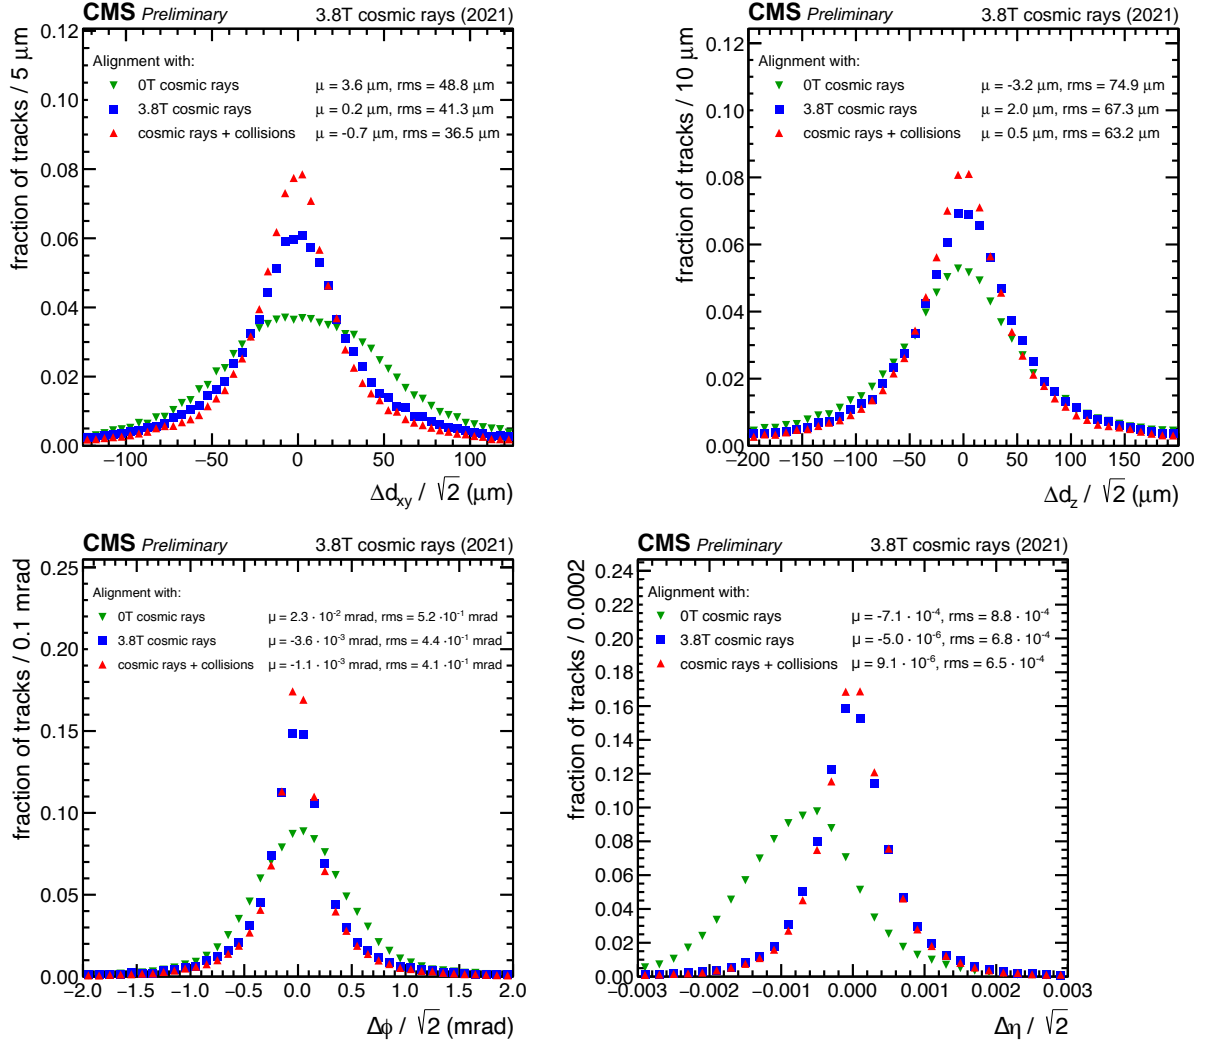 CMS Preliminary 3.8T cosmic rays (2021)
fraction of tracks / 5 μm
0.12
0.10
0.08
0.06
0.04
0.02
0.00
Alignment with:
0T cosmic rays μ = 3.6 μm, rms = 48.8 μm
3.8T cosmic rays μ = 0.2 μm, rms = 41.3 μm
cosmic rays + collisions μ = -0.7 μm, rms = 36.5 μm
−100 −50 0 50 100
Δd_xy / √2 (μm)
CMS Preliminary 3.8T cosmic rays (2021)
fraction of tracks / 10 μm
0.12
0.10
0.08
0.06
0.04
0.02
0.00
Alignment with:
0T cosmic rays μ = -3.2 μm, rms = 74.9 μm
3.8T cosmic rays μ = 2.0 μm, rms = 67.3 μm
cosmic rays + collisions μ = 0.5 μm, rms = 63.2 μm
−200 −150 −100 −50 0 50 100 150 200
Δd_z / √2 (μm)
CMS Preliminary 3.8T cosmic rays (2021)
fraction of tracks / 0.1 mrad
0.25
0.20
0.15
0.10
0.05
0.00
Alignment with:
0T cosmic rays μ = 2.3 · 10⁻² mrad, rms = 5.2 ·10⁻¹ mrad
3.8T cosmic rays μ = -3.6 · 10⁻³ mrad, rms = 4.4 ·10⁻¹ mrad
cosmic rays + collisions μ = -1.1 · 10⁻³ mrad, rms = 4.1 ·10⁻¹ mrad
−2.0 −1.5 −1.0 −0.5 0.0 0.5 1.0 1.5 2.0
Δϕ / √2 (mrad)
CMS Preliminary 3.8T cosmic rays (2021)
fraction of tracks / 0.0002
0.24
0.22
0.20
0.18
0.16
0.14
0.12
0.10
0.08
0.06
0.04
0.02
0.00
Alignment with:
0T cosmic rays μ = -7.1 · 10⁻⁴, rms = 8.8 · 10⁻⁴
3.8T cosmic rays μ = -5.0 · 10⁻⁶, rms = 6.8 · 10⁻⁴
cosmic rays + collisions μ = 9.1 · 10⁻⁶, rms = 6.5 · 10⁻⁴
−0.003 −0.002 −0.001 0.000 0.001 0.002 0.003
Δη / √2